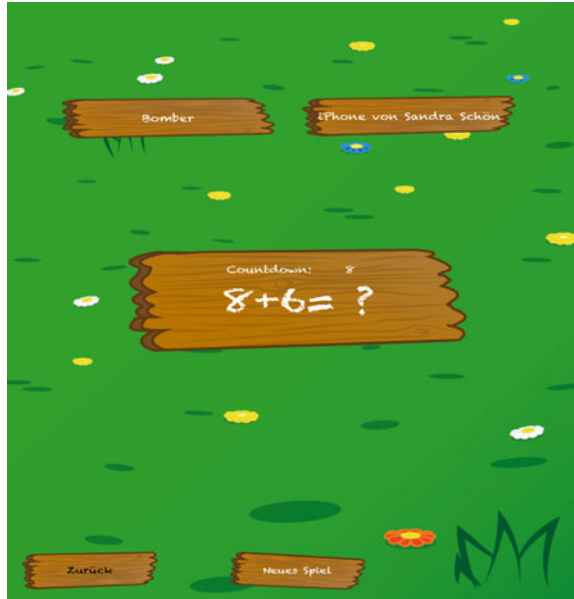 Bomber
iPhone von Sandra Schön
Countdown: 8
8+6= ?
Zurück
Neues Spiel